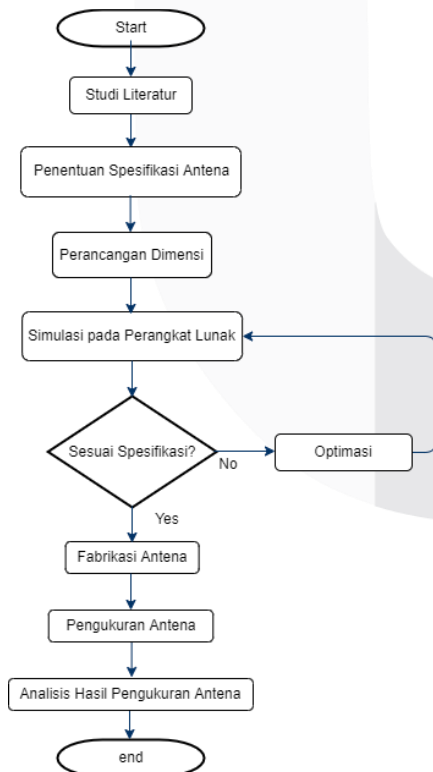 Start
Studi Literatur
Penentuan Spesifikasi Antena
Perancangan Dimensi
Simulasi pada Perangkat Lunak
Sesuai Spesifikasi?
No
Optimasi
Yes
Fabrikasi Antena
Pengukuran Antena
Analisis Hasil Pengukuran Antena
end